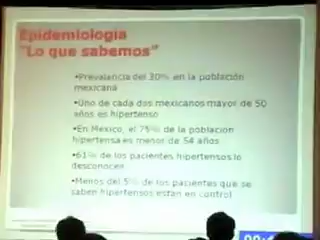 Epidemiología
"Lo que sabemos"
•Prevalencia del 30% en la población
mexicana
•Uno de cada dos mexicanos mayor de 50
años es hipertenso
•En México, el 75% de la población
hipertensa es menor de 54 años
•61% de los pacientes hipertensos lo
desconocen
•Menos del 5% de los pacientes que se
saben hipertensos están en control